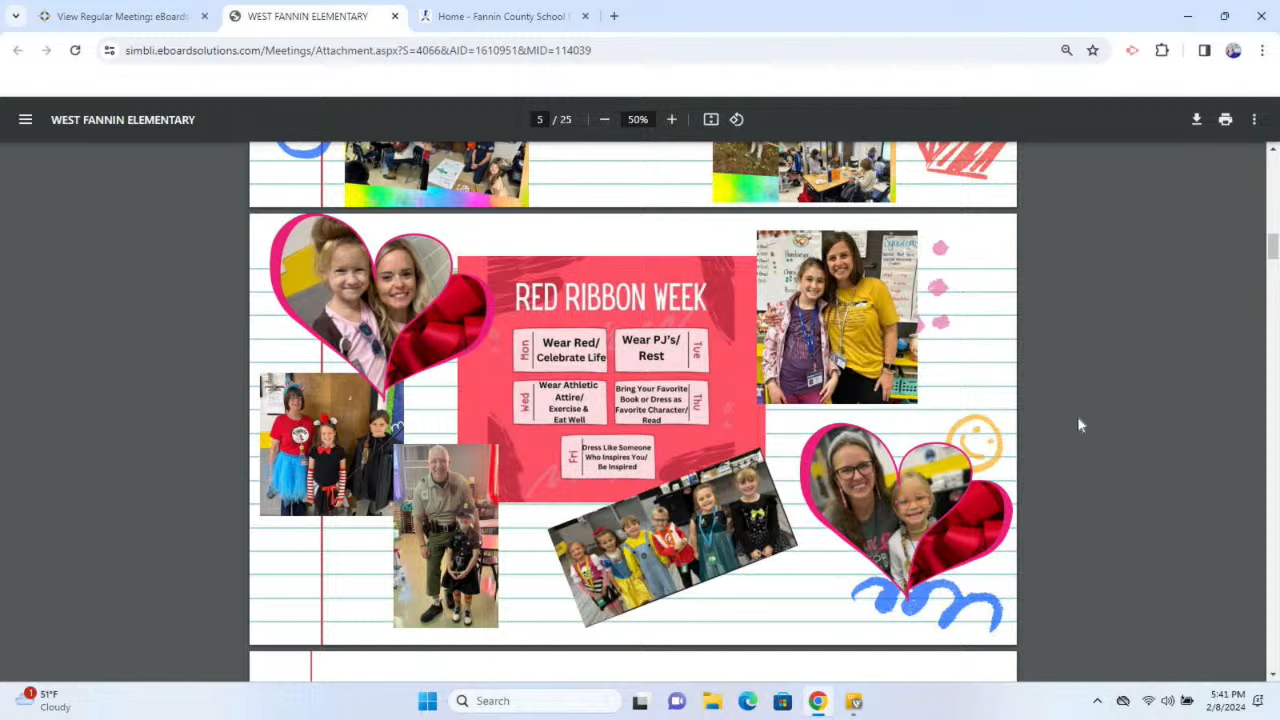 View Regular Meeting: eBoards
WEST FANNIN ELEMENTARY
Home - Fannin County School
simbli.eboardsolutions.com/Meetings/Attachment.aspx?S=4066&AID=1610951&MID=114039
WEST FANNIN ELEMENTARY
5 / 25
50%
RED RIBBON WEEK
Mon
Wear Red/
Celebrate Life
Wear PJ's/
Rest
Tue
Wed
Wear Athletic
Attire/
Exercise &
Eat Well
Bring Your Favorite
Book or Dress as
Favorite Character/
Read
Thu
Fri
Dress Like Someone
Who Inspires You/
Be Inspired
1
51°F
Cloudy
Search
5:41 PM
2/8/2024